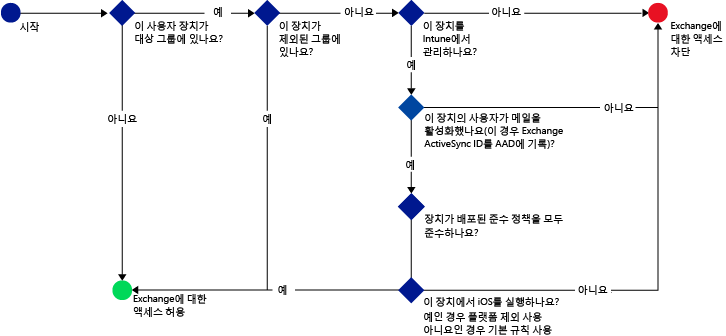 시작
이 사용자 장치가
대상 그룹에 있나요?
예
이 장치가
제외된 그룹에
있나요?
아니요
이 장치를
Intune에서
관리하나요?
아니요
Exchange에
대한 액세스
차단
예
아니요
예
이 장치의 사용자가 메일을
활성화했나요(이 경우 Exchange
ActiveSync ID를 AAD에 기록)?
아니요
예
장치가 배포된 준수 정책을 모두
준수하나요?
Exchange에 대한
액세스 허용
예
이 장치에서 iOS를 실행하나요?
예인 경우 플랫폼 제외 사용
아니요인 경우 기본 규칙 사용
아니요